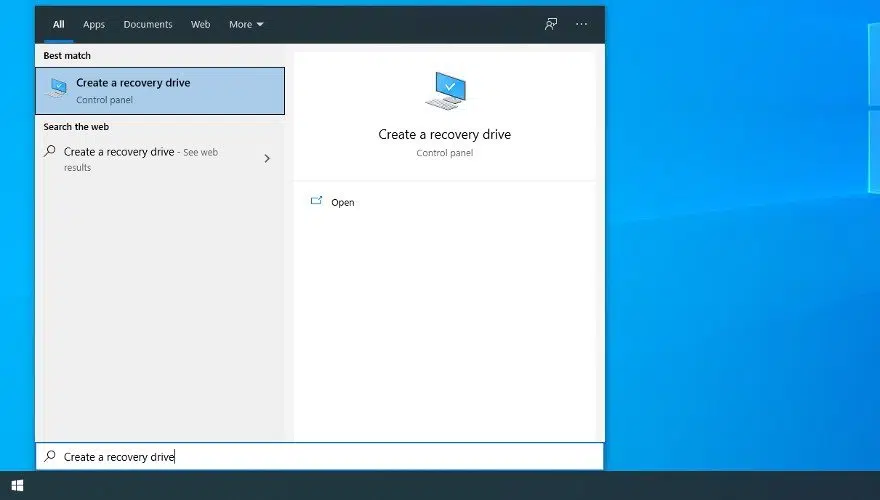 All Apps Documents Web More
Best match
Create a recovery drive
Control panel
Search the web
Create a recovery drive - See web
results
Create a recovery drive
Control panel
Open
Create a recovery drive